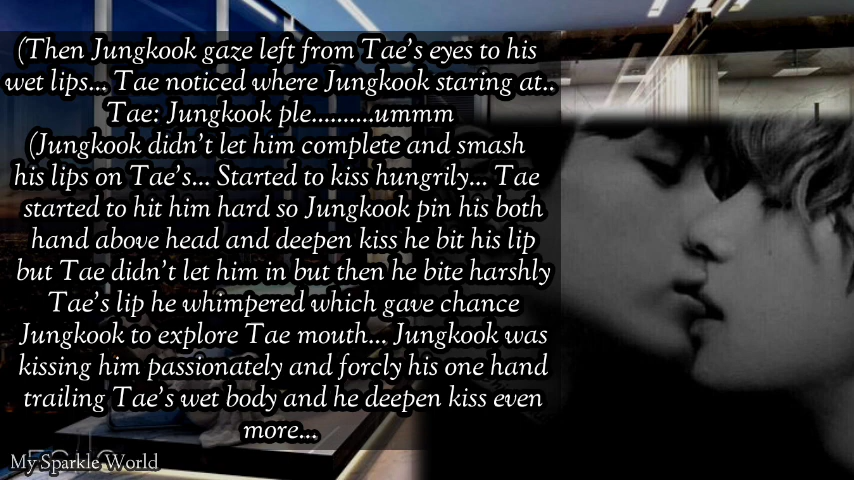 (Then Jungkook gaze left from Tae's eyes to his
wet lips... Tae noticed where Jungkook staring at..
Tae: Jungkook ple..........ummm
(Jungkook didn't let him complete and smash
his lips on Tae's... Started to kiss hungrily... Tae
started to hit him hard so Jungkook pin his both
hand above head and deepen kiss he bit his lip
but Tae didn't let him in but then he bite harshly
Tae's lip he whimpered which gave chance
Jungkook to explore Tae mouth... Jungkook was
kissing him passionately and forcly his one hand
trailing Tae's wet body and he deepen kiss even
more...
My Sparkle World